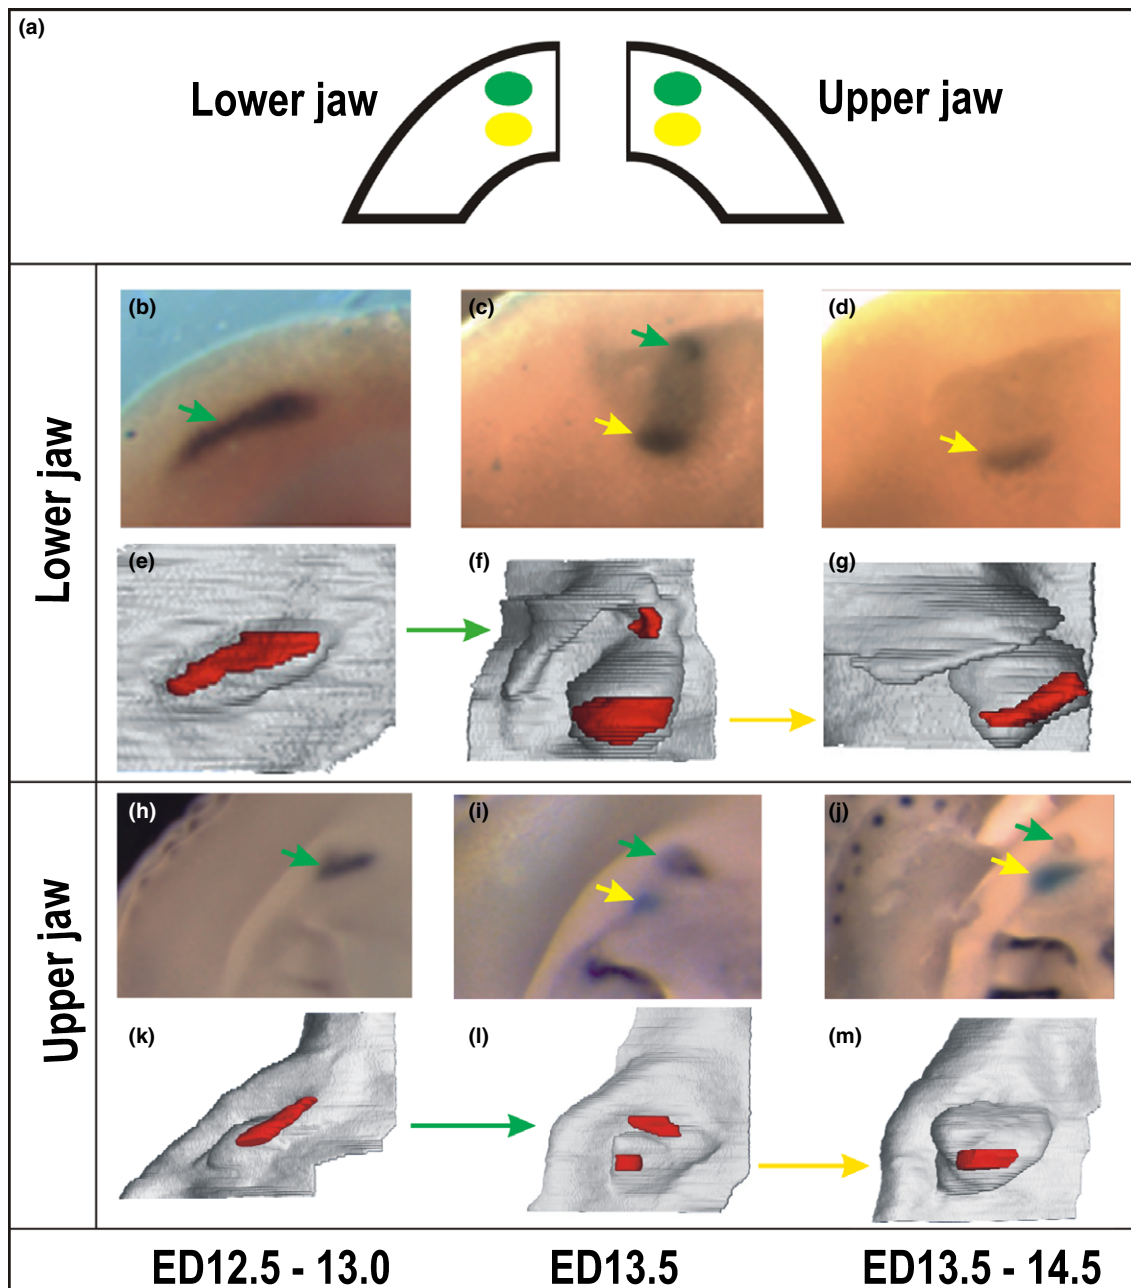 (a)
Lower jaw
Upper jaw
Lower jaw
(b)
(c)
(d)
(e)
(f)
(g)
Upper jaw
(h)
(i)
(j)
(k)
(l)
(m)
ED12.5 - 13.0
ED13.5
ED13.5 - 14.5